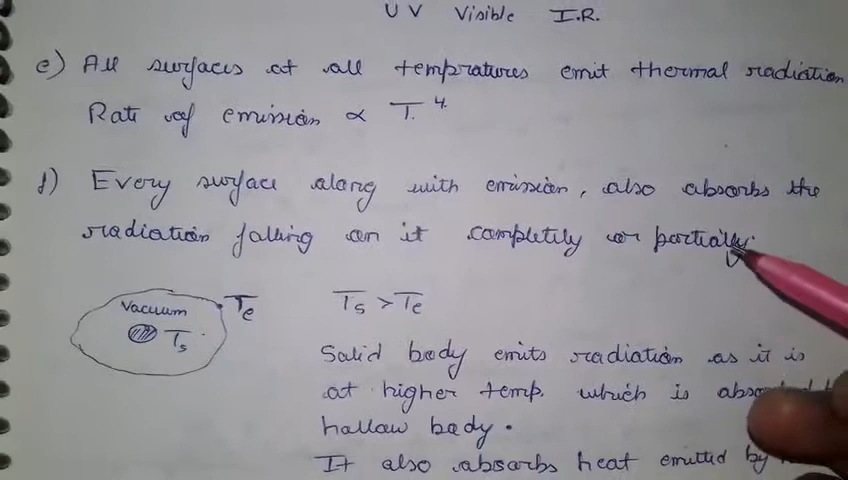 UV Visible I.R.
e) All surfaces at all tempratures emit thermal radiation
Rate of emission ∝ T.⁴
f) Every surface along with emission, also absorbs the
radiation falling on it completily or partially.
Vacuum
Te
Ts
Ts > Te
Solid body emits radiation as it is
at higher temp. which is
hallow body.
It also absorbs heat emitted by